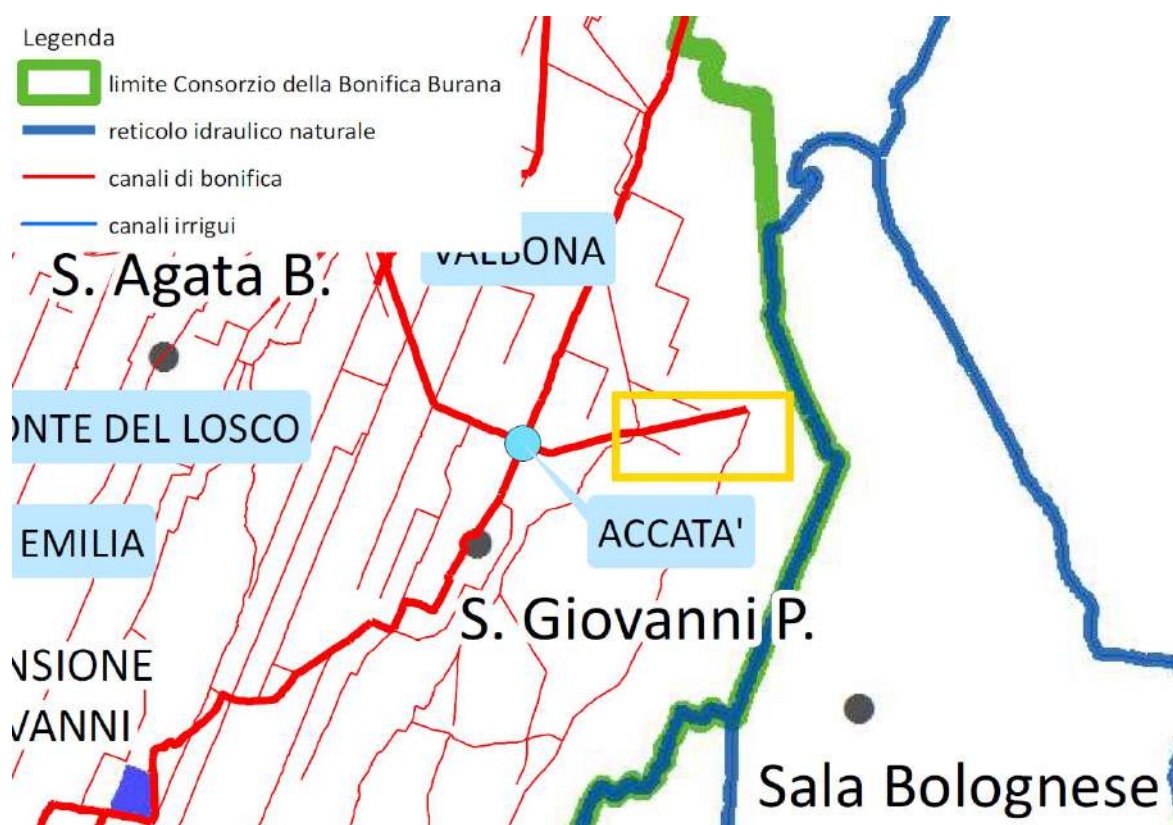 Legenda
limite Consorzio della Bonifica Burana
reticolo idraulico naturale
canali di bonifica
canali irrigui
VALBONA
S. Agata B.
ONTE DEL LOSCO
EMILIA
ACCATA'
S. Giovanni P.
NSIONE
VANNI
Sala Bolognese